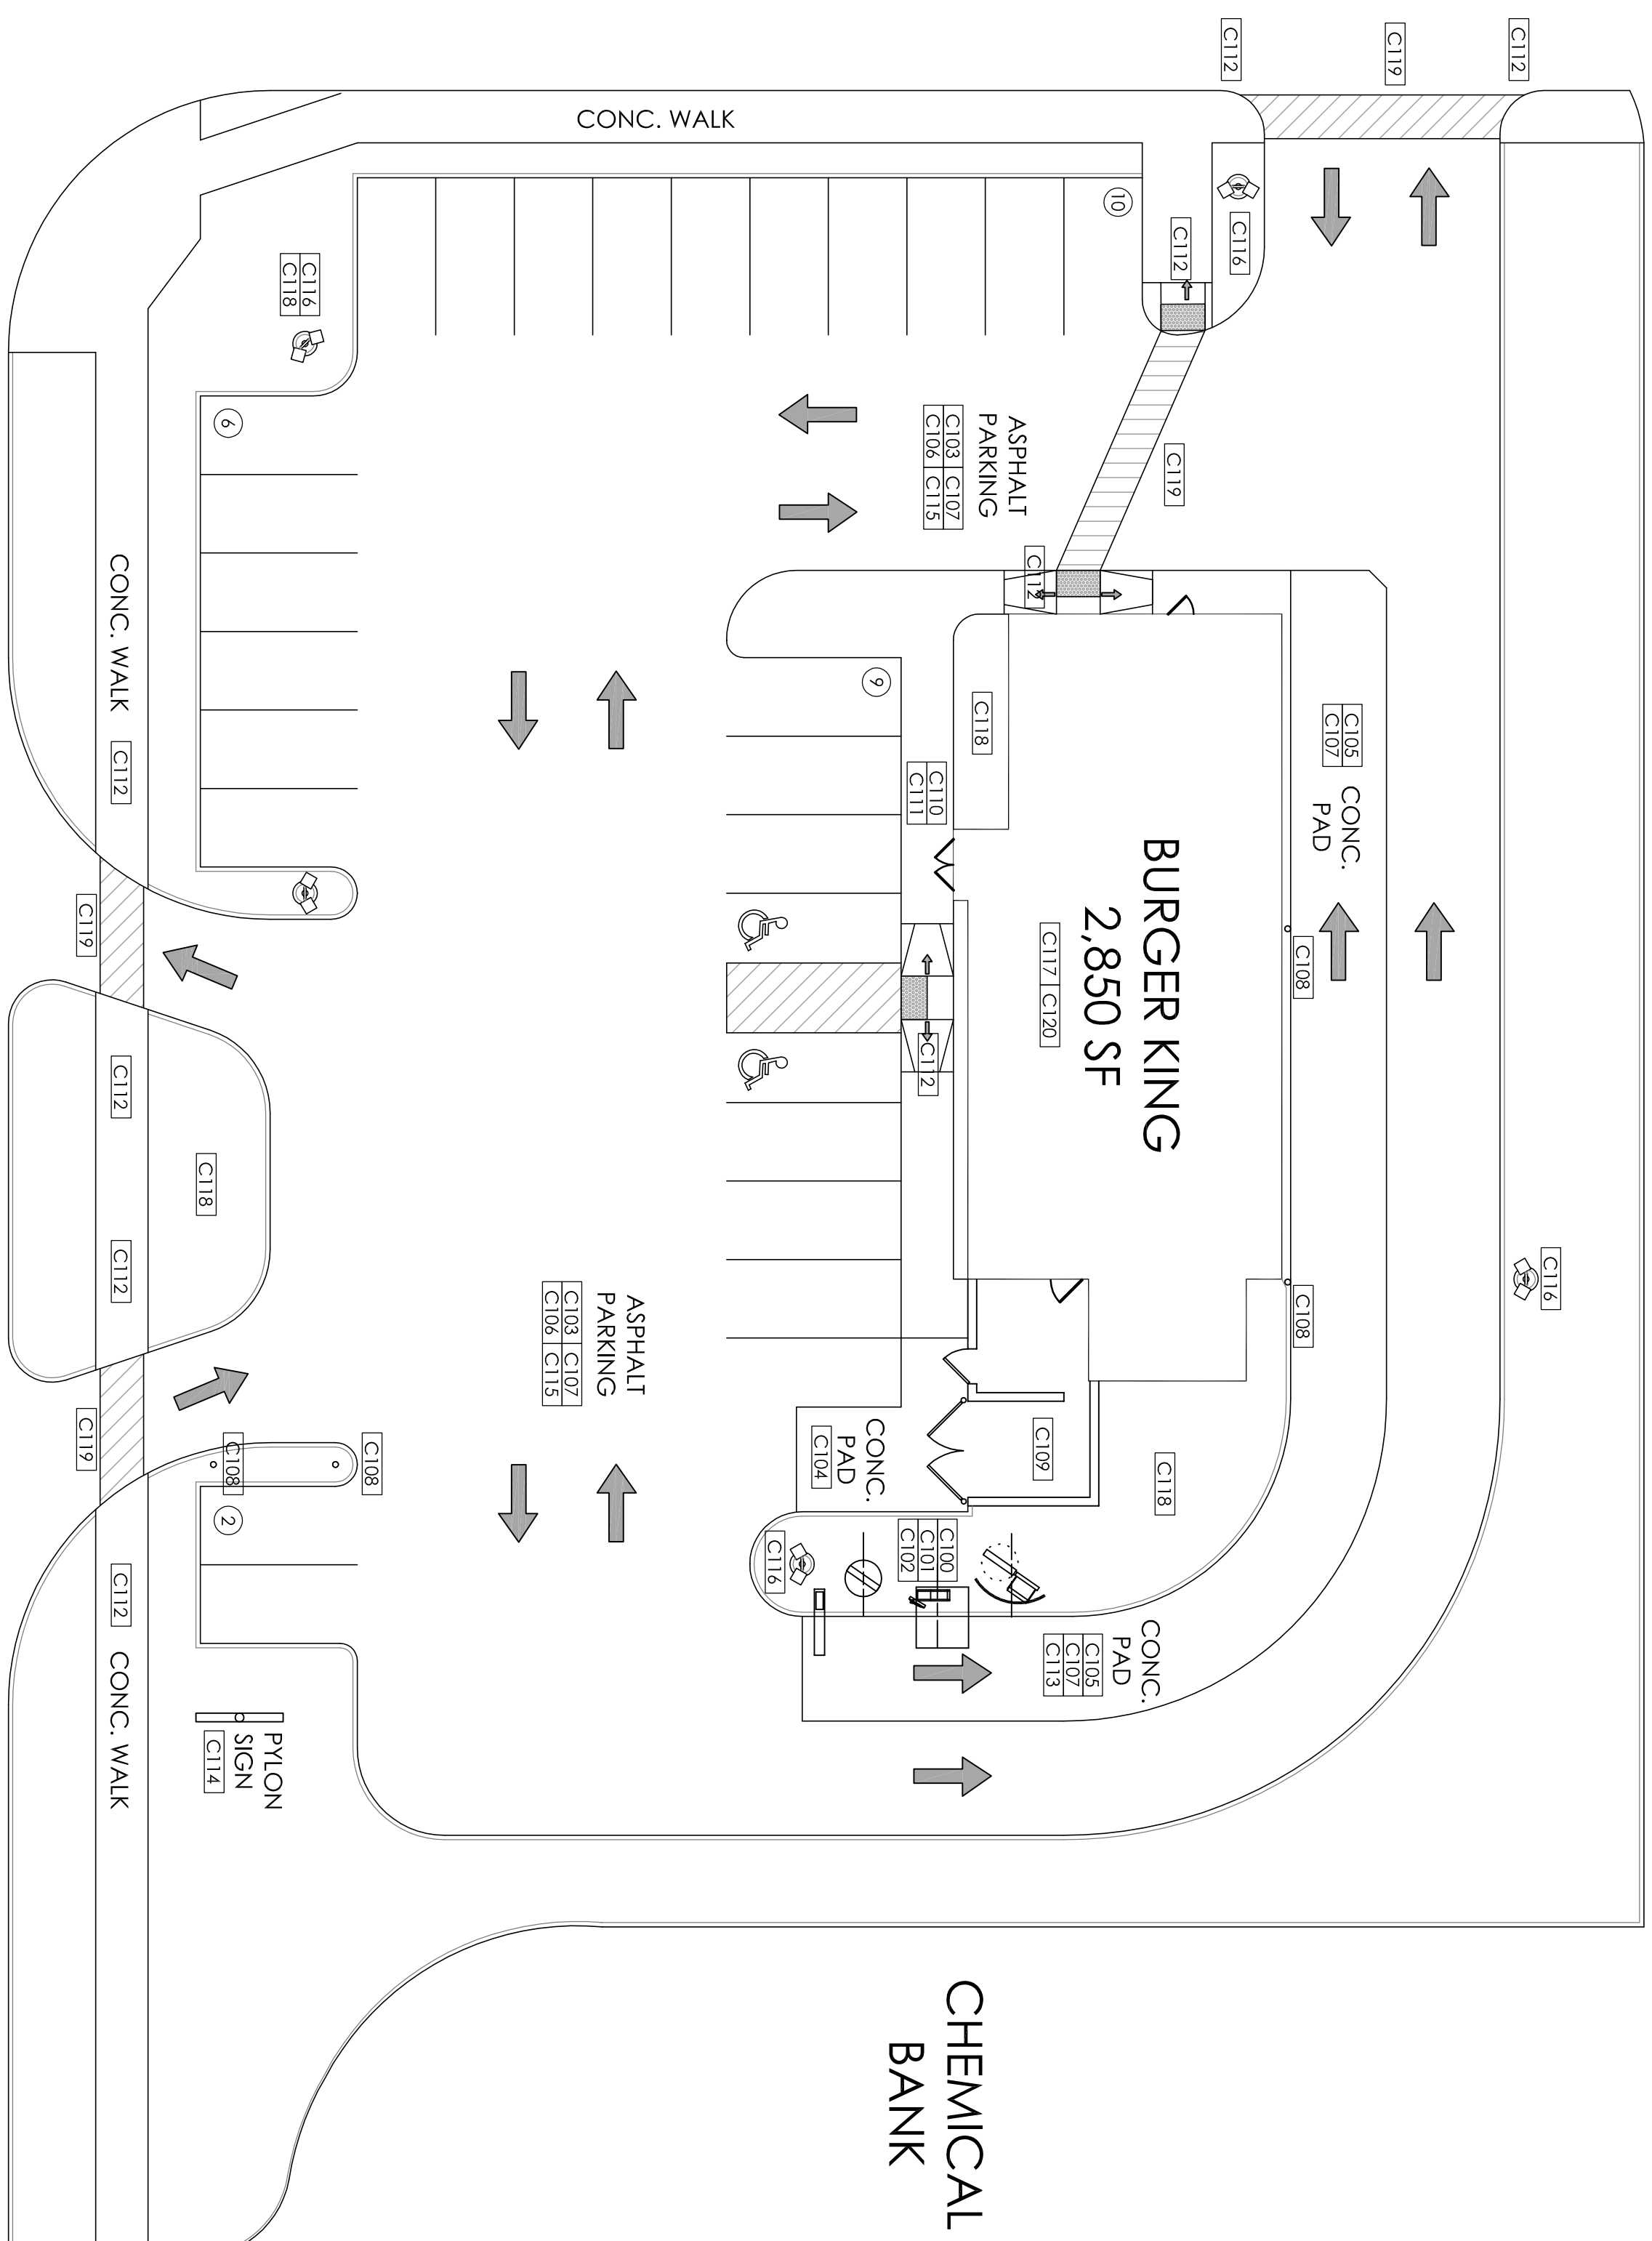 C116
C112
C119
C105
C107
CONC.
PAD
C108
C108
C112
C116
C112
C119
BURGER KING
2,850 SF
C117 C120
C118
CONC.
PAD
C105
C107
C113
10
C109
C112
ASPHALT
PARKING
C103 C107
C106 C115
C118
CHEMICAL
BANK
C110
C111
C112
C100
C101
C102
9
CONC.
PAD
C104
C116
CONC. WALK
ASPHALT
PARKING
C103 C107
C106 C115
C108
C116
C118
PYLON
SIGN
C114
C108
6
2
C118
CONC. WALK C112 C112 C112 C112 CONC. WALK
C119 C119